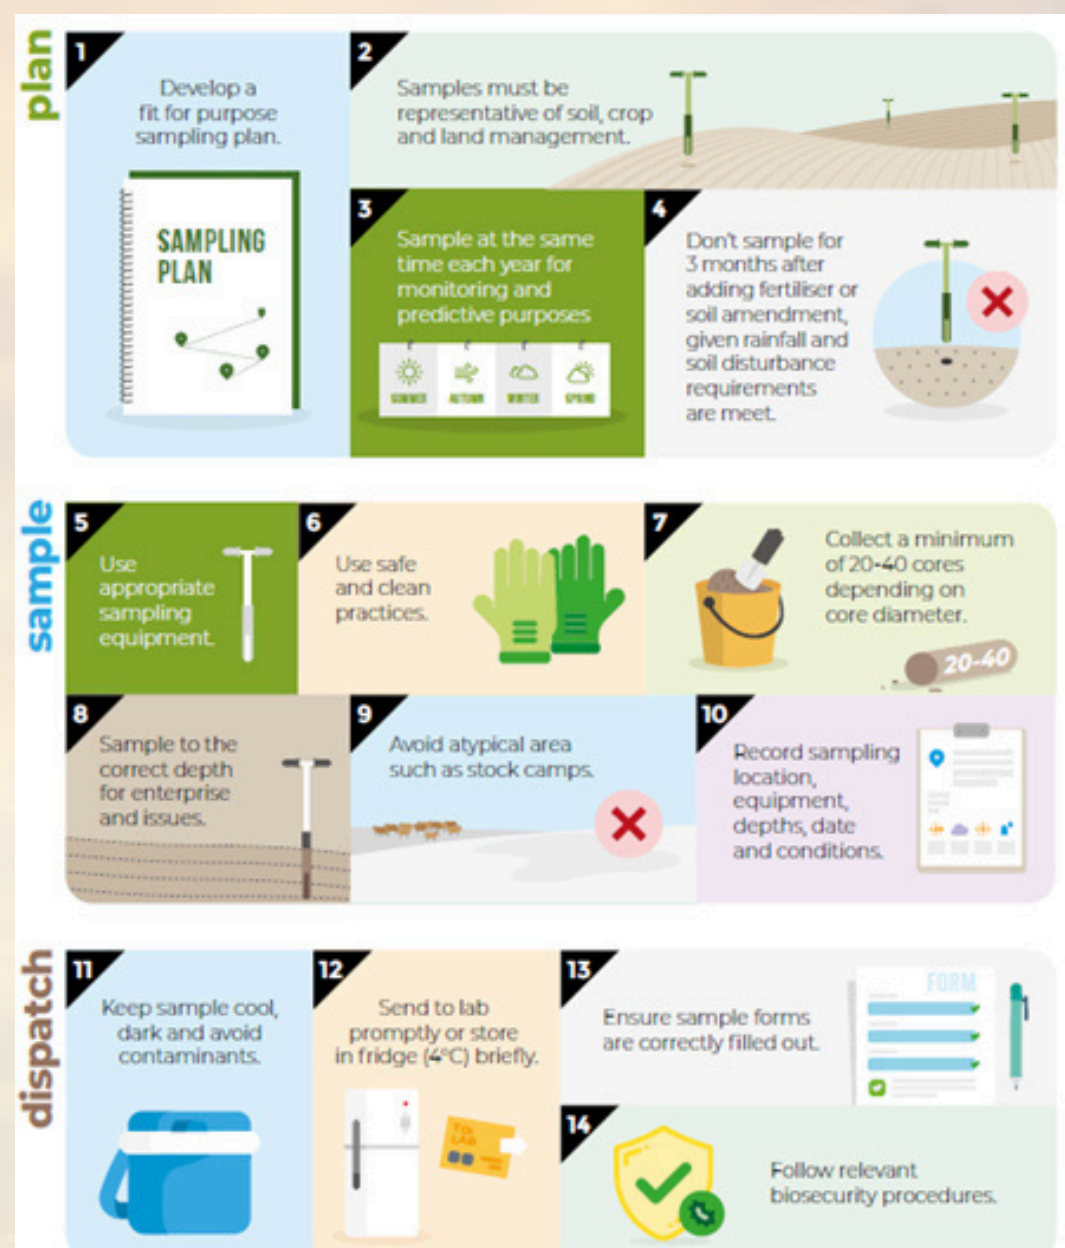 plan
1
Develop a
fit for purpose
sampling plan.
SAMPLING
PLAN
2
Samples must be
representative of soil, crop
and land management.
3
Sample at the same
time each year for
monitoring and
predictive purposes
SUMMER AUTUMN WINTER SPRING
4
Don't sample for
3 months after
adding fertiliser or
soil amendment,
given rainfall and
soil disturbance
requirements
are meet.
sample
5
Use
appropriate
sampling
equipment.
6
Use safe
and clean
practices.
7
Collect a minimum
of 20-40 cores
depending on
core diameter.
20-40
8
Sample to the
correct depth
for enterprise
and issues.
9
Avoid atypical area
such as stock camps.
10
Record sampling
location,
equipment,
depths, date
and conditions.
dispatch
11
Keep sample cool,
dark and avoid
contaminants.
12
Send to lab
promptly or store
in fridge (4°C) briefly.
TO:
LAB
13
Ensure sample forms
are correctly filled out.
FORM
14
Follow relevant
biosecurity procedures.